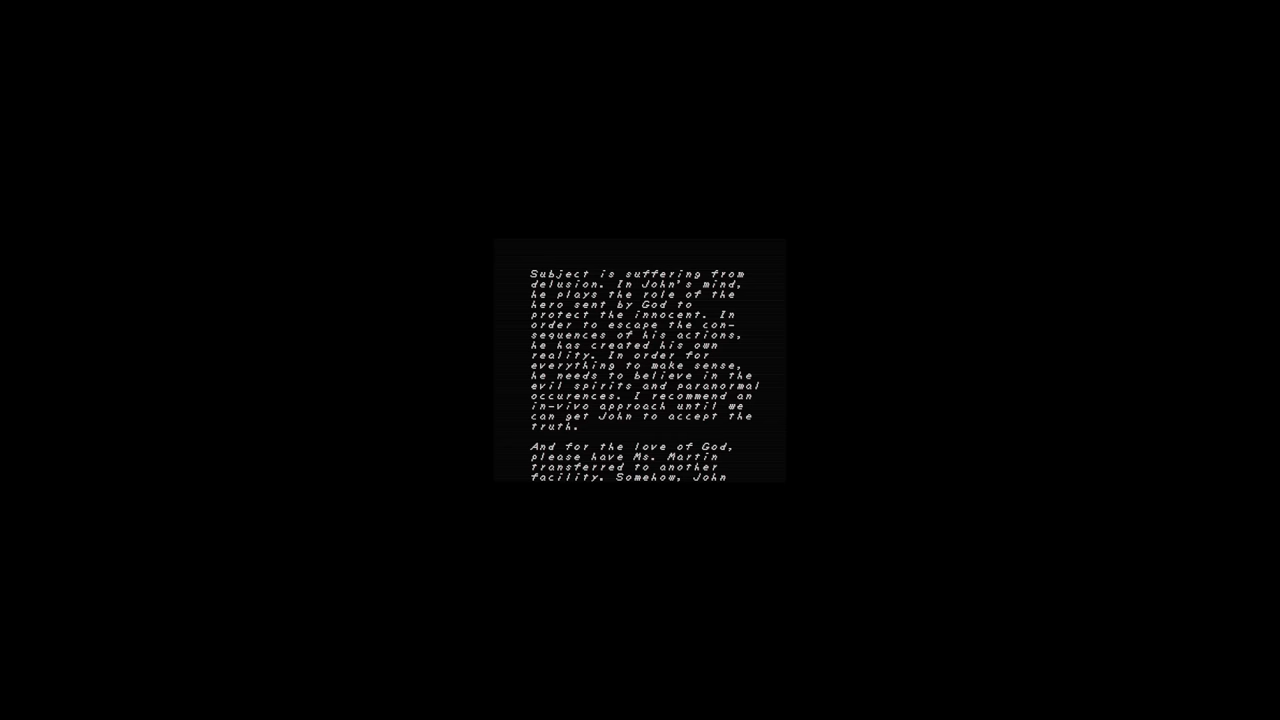 Subject is suffering from
delusion. In John's mind,
he plays the role of the
hero sent by God to
protect the innocent. In
order to escape the con-
sequences of his actions,
he has created his own
reality. In order for
everything to make sense,
he needs to believe in the
evil spirits and paranormal
occurences. I recommend an
in-vivo approach until we
can get John to accept the
truth.
And for the love of God,
please have Ms. Martin
transferred to another
facility. Somehow, John